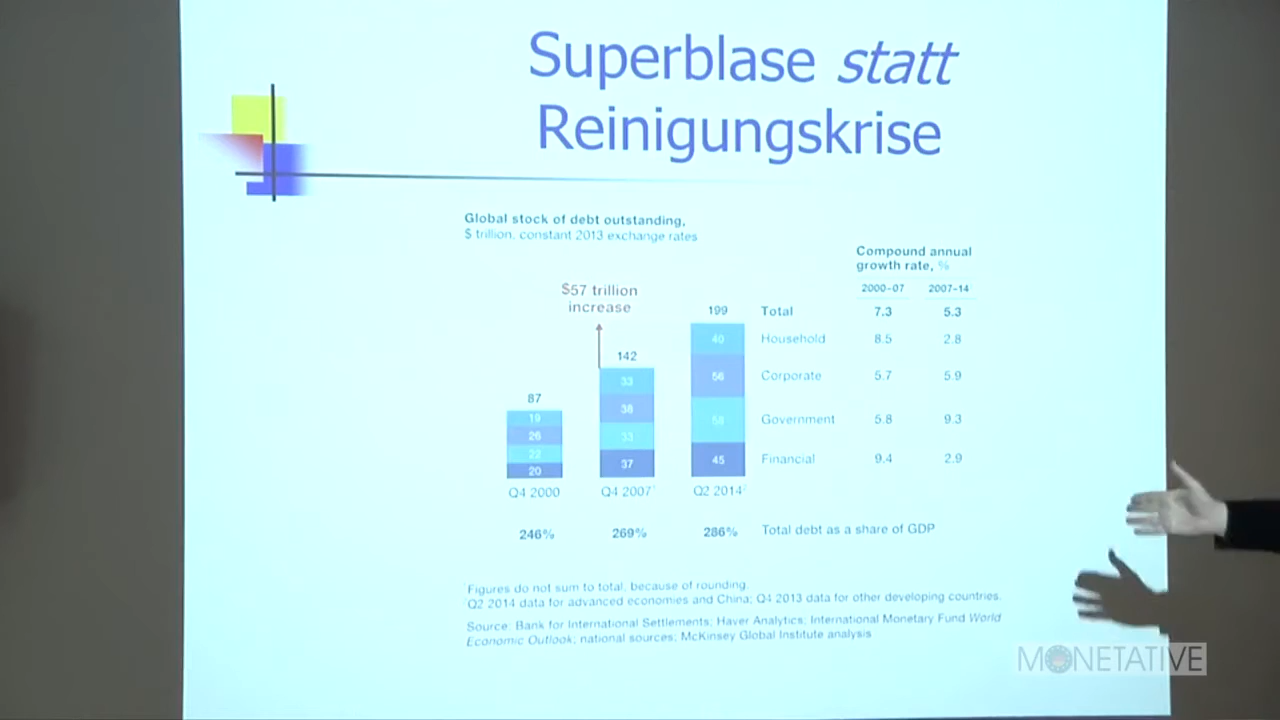 Superblase statt
Reinigungskrise
Global stock of debt outstanding,
$ trillion, constant 2013 exchange rates
Compound annual
growth rate, %
2000-07 2007-14
$57 trillion
increase
199 Total 7.3 5.3
40 Household 8.5 2.8
142
33 56 Corporate 5.7 5.9
87
19 38 58 Government 5.8 9.3
26 33
22 37 45 Financial 9.4 2.9
20
Q4 2000 Q4 2007¹ Q2 2014²
246% 269% 286% Total debt as a share of GDP
Figures do not sum to total, because of rounding.
Q2 2014 data for advanced economies and China; Q4 2013 data for other developing countries.
Source: Bank for International Settlements; Haver Analytics; International Monetary Fund World
Economic Outlook; national sources; McKinsey Global Institute analysis
MONETATIVE